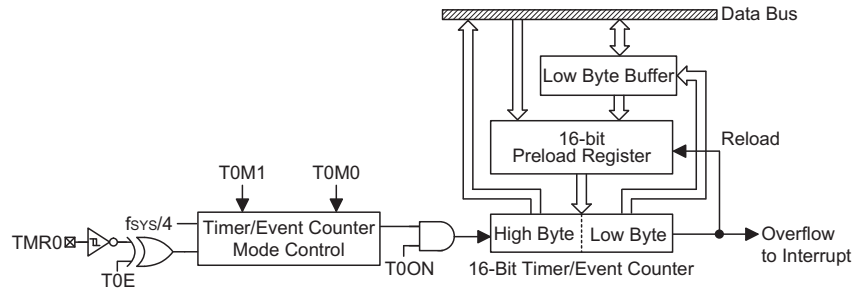 Data Bus
Low Byte Buffer
16-bit
Preload Register
Reload
T0M1
T0M0
fSYS/4
Timer/Event Counter
Mode Control
TMR0
T0E
T0ON
High Byte
Low Byte
Overflow
to Interrupt
16-Bit Timer/Event Counter